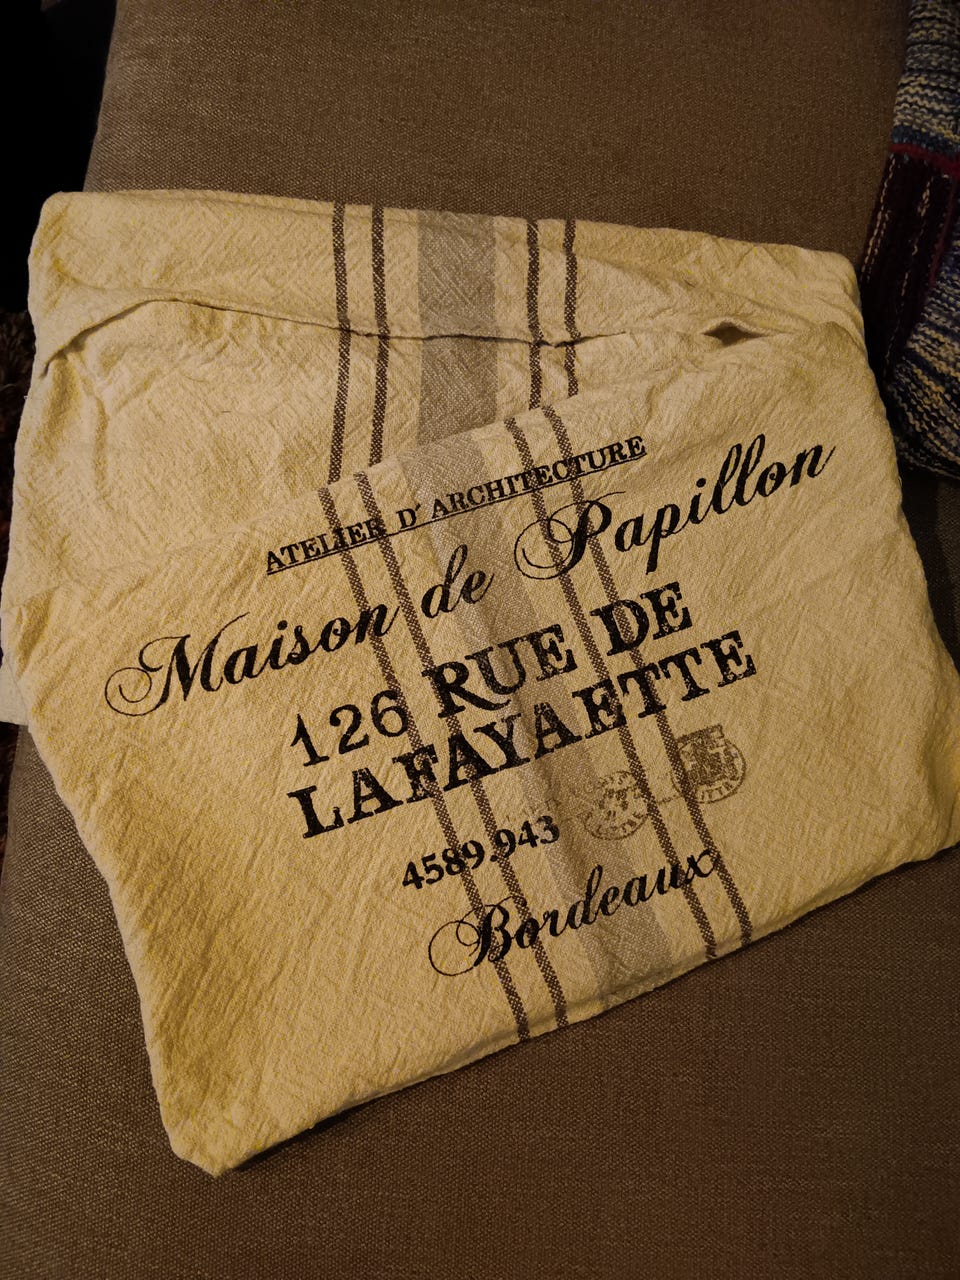 ATELIER D' ARCHITECTURE
Maison de Papillon
126 RUE DE
LAFAYAETTE
4589.943
Bordeaux